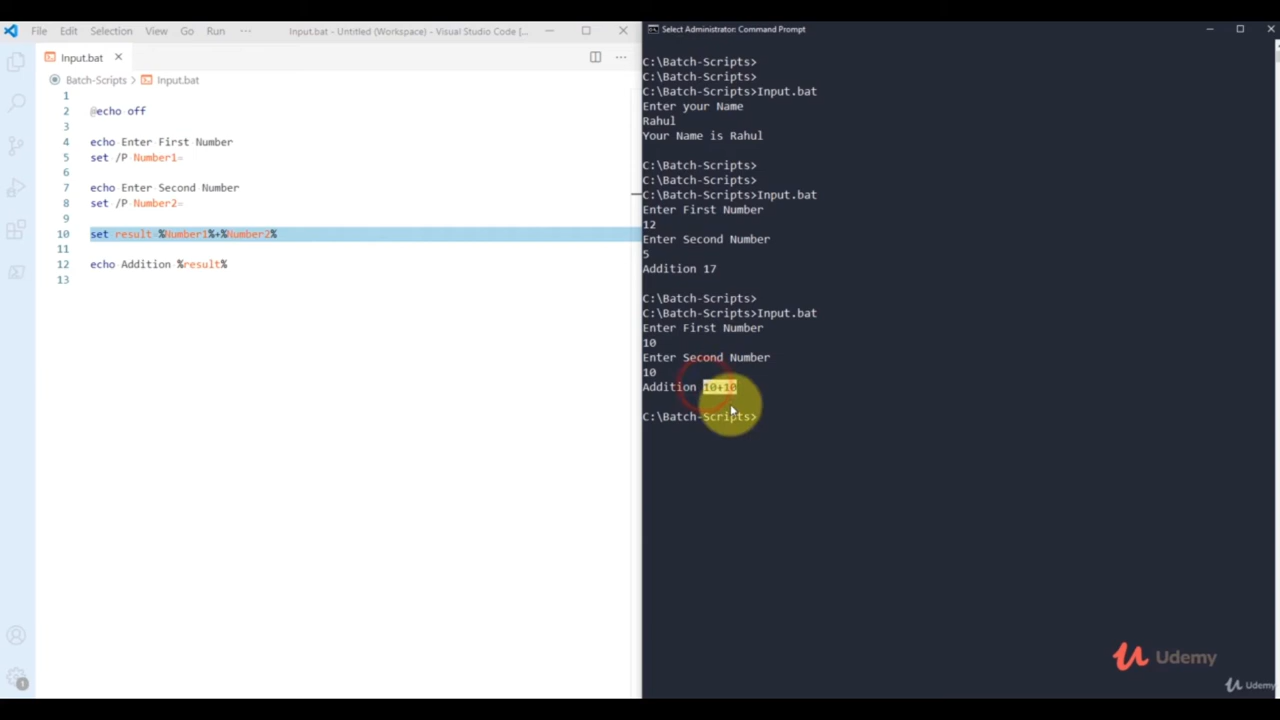 File Edit Selection View Go Run ··· Input.bat - Untitled (Workspace) - Visual Studio Code [...
Input.bat
Batch-Scripts > Input.bat
1
2 @echo off
3
4 echo Enter First Number
5 set /P Number1=
6
7 echo Enter Second Number
8 set /P Number2=
9
10 set result %Number1%+%Number2%
11
12 echo Addition %result%
13
1
Select Administrator: Command Prompt
C:\Batch-Scripts>
C:\Batch-Scripts>
C:\Batch-Scripts>Input.bat
Enter your Name
Rahul
Your Name is Rahul
C:\Batch-Scripts>
C:\Batch-Scripts>
C:\Batch-Scripts>Input.bat
Enter First Number
12
Enter Second Number
5
Addition 17
C:\Batch-Scripts>
C:\Batch-Scripts>Input.bat
Enter First Number
10
Enter Second Number
10
Addition 10+10
C:\Batch-Scripts>
Udemy
Udemy